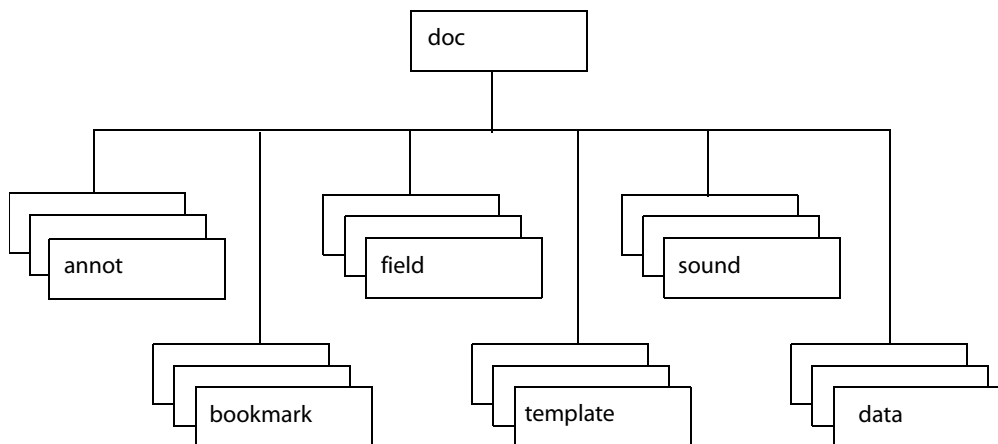 doc
annot
field
sound
bookmark
template
data